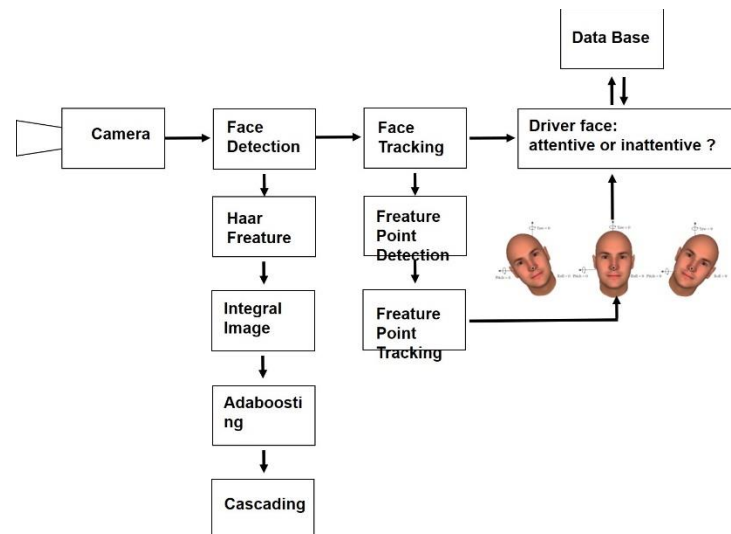 Data Base
Camera
Face
Detection
Face
Tracking
Driver face:
attentive or inattentive ?
Haar
Freature
Freature
Point
Detection
Integral
Image
Freature
Point
Tracking
Adaboosti
ng
Cascading